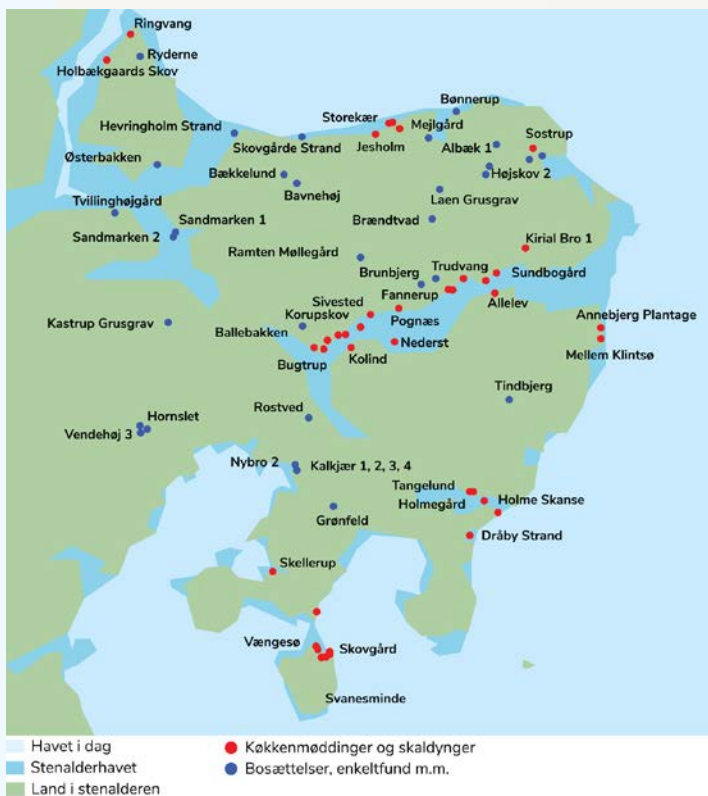 Ringvang
Ryderne
Holbækgaards Skov
Bønnerup
Storekær
Mejlgård
Hevringholm Strand
Sostrup
Skovgårde Strand
Jesholm
Albæk 1
Østerbakken
Bækkelund
Højskov 2
Bavnehøj
Laen Grusgrav
Tvillinghøjgård
Sandmarken 1
Brændtvad
Sandmarken 2
Kirial Bro 1
Ramten Møllegård
Trudvang
Brunbjerg
Sundbogård
Fannerup
Sivested
Allelev
Korupskov
Annebjerg Plantage
Kastrup Grusgrav
Ballebakken
Pognæs
Nederst
Mellem Klintsø
Bugtrup
Kolind
Tindbjerg
Rostved
Hornslet
Vendehøj 3
Nybro 2
Kalkjær 1, 2, 3, 4
Tangelund
Holmegård
Holme Skanse
Grønfeld
Dråby Strand
Skellerup
Vængesø
Skovgård
Svanesminde
Havet i dag
Køkkenmøddinger og skaldynger
Stenalderhavet
Bosættelser, enkeltfund m.m.
Land i stenalderen